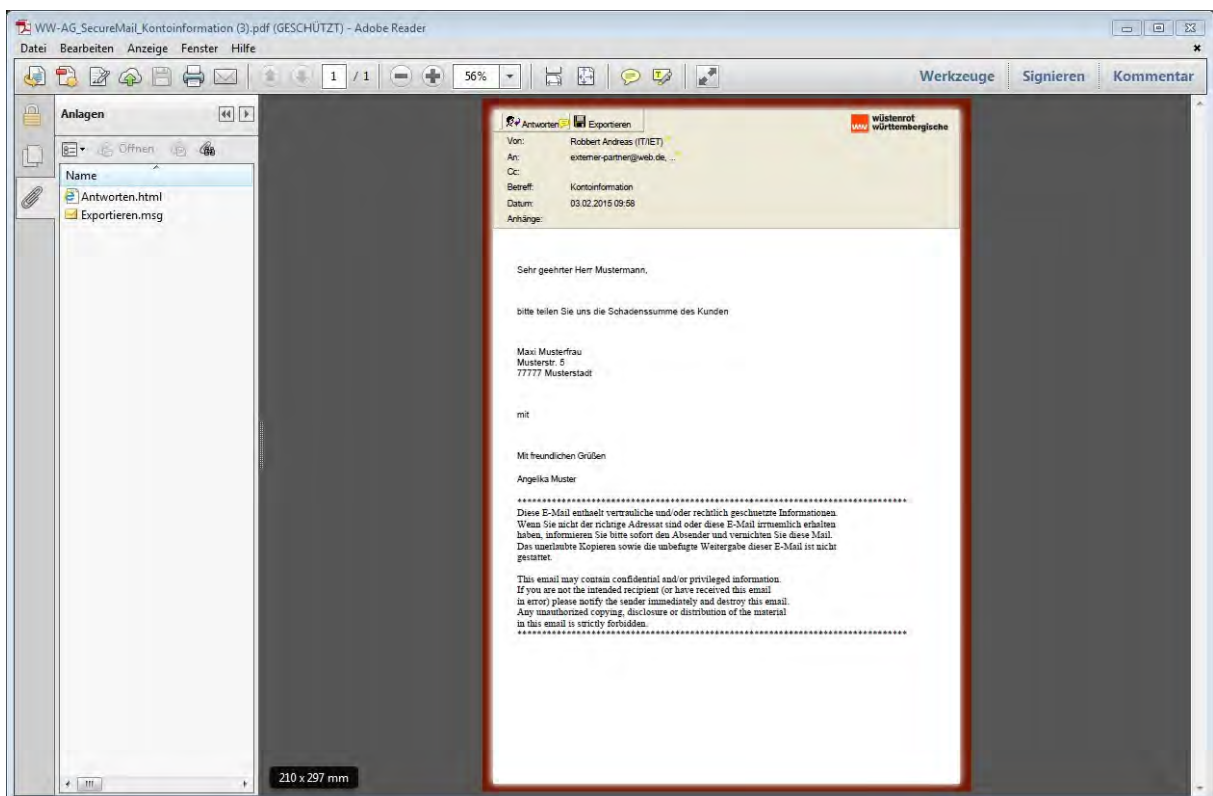 WW-AG_SecureMail_Kontoinformation (3).pdf (GESCHÜTZT) - Adobe Reader
Datei Bearbeiten Anzeige Fenster Hilfe
1 / 1 56% Werkzeuge Signieren Kommentar
Anlagen
Öffnen
Name
Antworten.html
Exportieren.msg
Antworten Exportieren
wüstenrot
ww württembergische
Von: Robbert Andreas (IT/IET)
An: externer-partner@web.de, ...
Cc:
Betreff: Kontoinformation
Datum: 03.02.2015 09:58
Anhänge:
Sehr geehrter Herr Mustermann,
bitte teilen Sie uns die Schadenssumme des Kunden
Maxi Musterfrau
Musterstr. 5
77777 Musterstadt
mit
Mit freundlichen Grüßen
Angelika Muster
********************************************************************************
Diese E-Mail enthaelt vertrauliche und/oder rechtlich geschuetzte Informationen.
Wenn Sie nicht der richtige Adressat sind oder diese E-Mail irrtuemlich erhalten
haben, informieren Sie bitte sofort den Absender und vernichten Sie diese Mail.
Das unerlaubte Kopieren sowie die unbefugte Weitergabe dieser E-Mail ist nicht
gestattet.
This email may contain confidential and/or privileged information.
If you are not the intended recipient (or have received this email
in error) please notify the sender immediately and destroy this email.
Any unauthorized copying, disclosure or distribution of the material
in this email is strictly forbidden.
********************************************************************************
210 x 297 mm